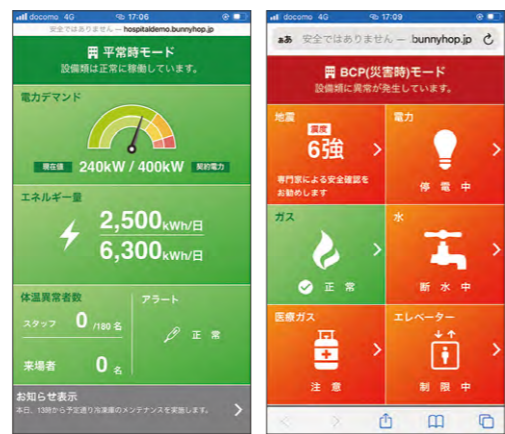 docomo 4G 17:06
安全ではありません — hospitaldemo.bunnyhop.jp
平常時モード
設備類は正常に稼働しています。
電力デマンド
現在値 240kW / 400kW 契約電力
エネルギー量
2,500kWh/日
6,300kWh/日
体温異常者数
スタッフ 0 /180 名
来場者 0 名
アラート
正常
お知らせ表示
本日、13時から予定通り冷凍庫のメンテナンスを実施します。
docomo 4G 17:09
ぁあ 安全ではありません — bunnyhop.jp
BCP(災害時)モード
設備類に異常が発生しています。
地震
震度
6強
専門家による安全確認を
お勧めします
電力
停電中
ガス
正常
水
断水中
医療ガス
注意
エレベーター
制限中